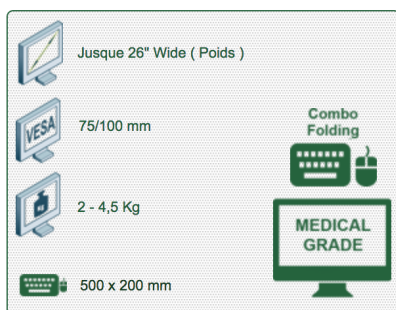 Jusque 26" Wide ( Poids )
VESA
75/100 mm
Combo
Folding
KG
2 - 4,5 Kg
MEDICAL
GRADE
500 x 200 mm